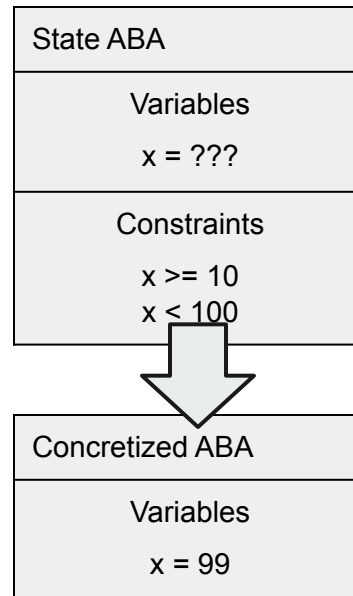 State ABA
Variables
x = ???
Constraints
x >= 10
x < 100
Concretized ABA
Variables
x = 99